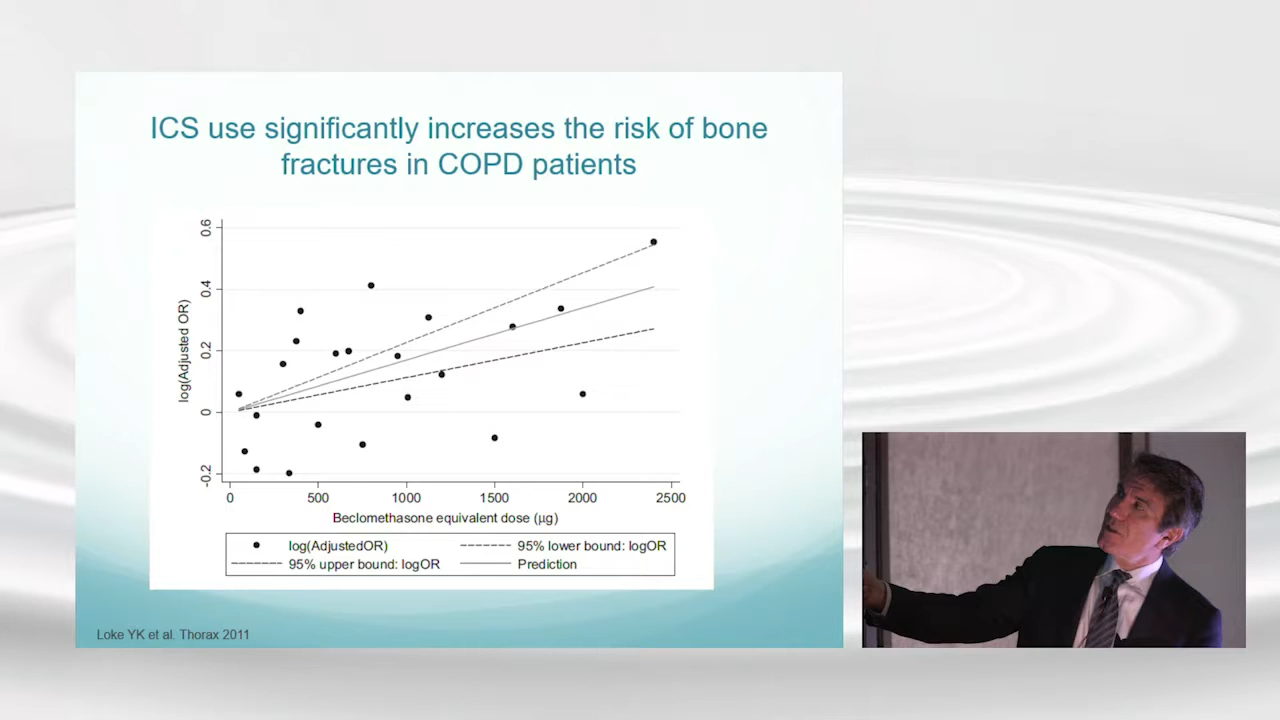 ICS use significantly increases the risk of bone
fractures in COPD patients
0.6
0.4
0.2
0
-0.2
log(Adjusted OR)
0 500 1000 1500 2000 2500
Beclomethasone equivalent dose (µg)
log(AdjustedOR) 95% lower bound: logOR
95% upper bound: logOR Prediction
Loke YK et al. Thorax 2011